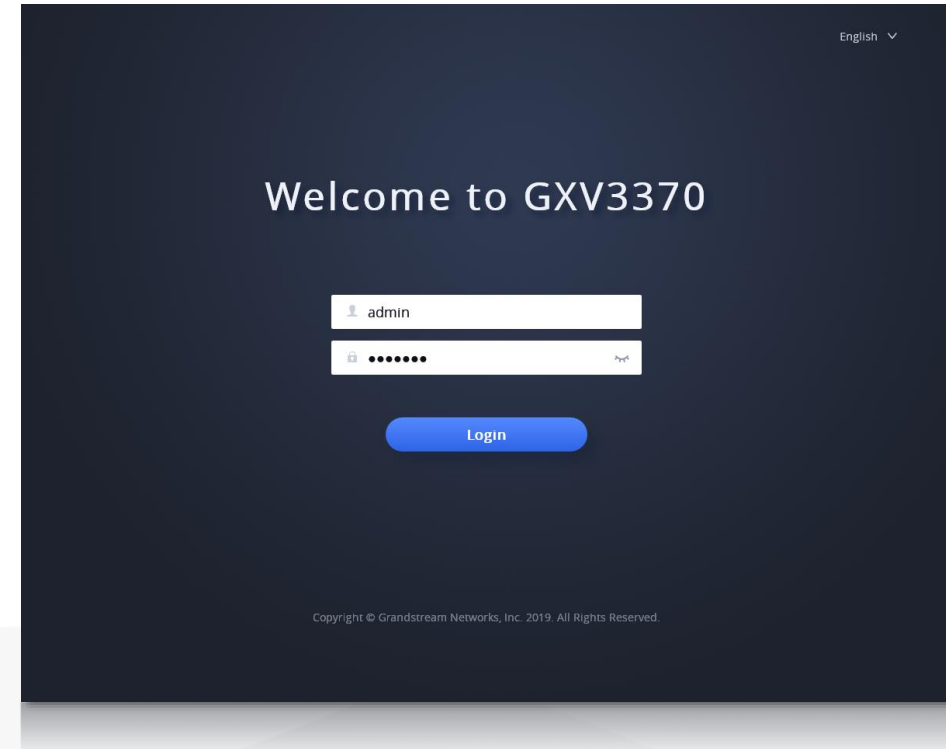 English
Welcome to GXV3370
admin
•••••••
Login
Copyright © Grandstream Networks, Inc. 2019. All Rights Reserved.